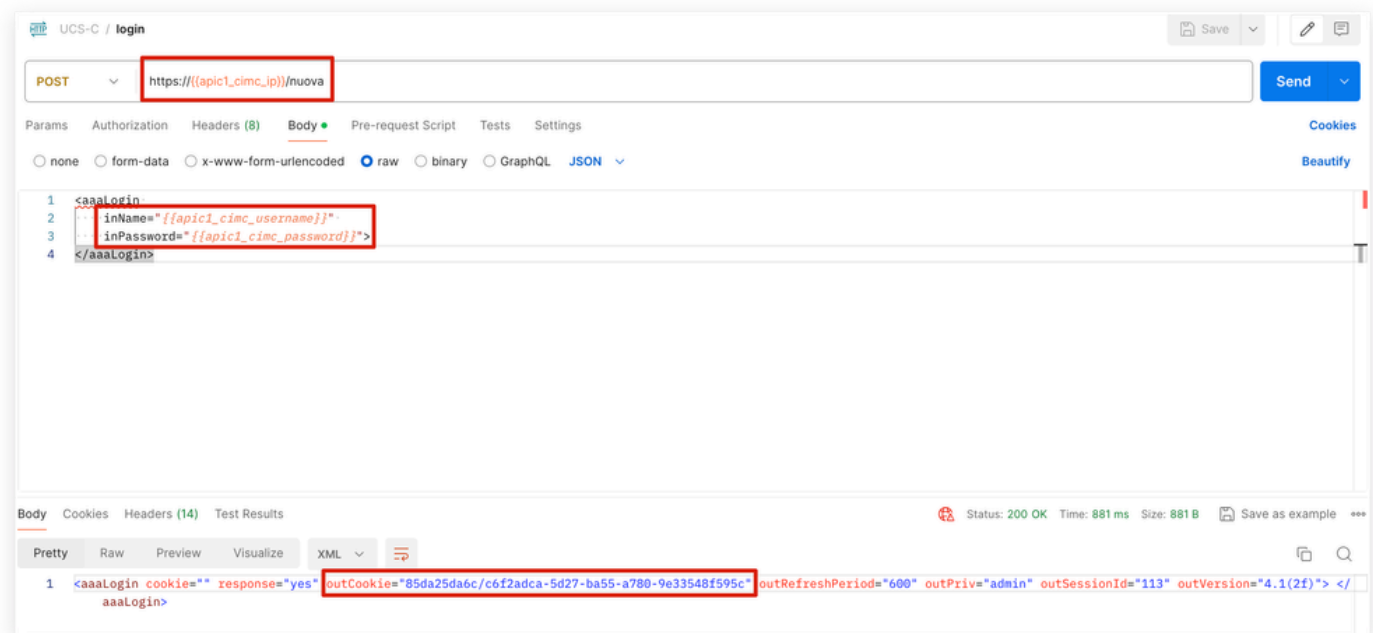 HTTP UCS-C / login Save
POST https://{{apic1_cimc_ip}}/nuova Send
Params Authorization Headers (8) Body Pre-request Script Tests Settings Cookies
none form-data x-www-form-urlencoded raw binary GraphQL JSON Beautify
1 <aaaLogin
2 inName="{{apic1_cimc_username}}"
3 inPassword="{{apic1_cimc_password}}">
4 </aaaLogin>
Body Cookies Headers (14) Test Results Status: 200 OK Time: 881 ms Size: 881 B Save as example
Pretty Raw Preview Visualize XML
1 <aaaLogin cookie="" response="yes" outCookie="85da25da6c/c6f2adca-5d27-ba55-a780-9e33548f595c" outRefreshPeriod="600" outPriv="admin" outSessionId="113" outVersion="4.1(2f)"> </
aaaLogin>